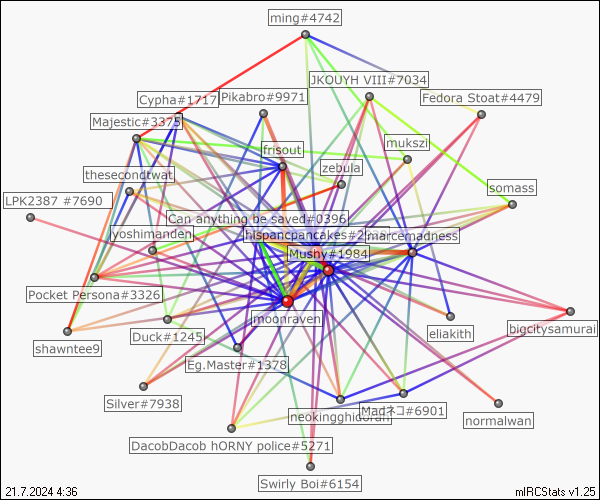 ming#4742
JKOUYH VIII#7034
Cypha#1717
Pikabro#9971
Fedora Stoat#4479
Majestic#3375
frisout
mukszi
zebula
thesecondtwat
somass
LPK2387 #7690
Can anything be saved#0396
yoshimanden
hispancpancakes#2
marcemadness
Mushy#1984
Pocket Persona#3326
moonraven
Duck#1245
eliakith
bigcitysamurai
shawntee9
Eg.Master#1378
Silver#7938
neokingghidorah
Madネコ#6901
normalwan
DacobDacob hORNY police#5271
Swirly Boi#6154
21.7.2024 4:36
mIRCStats v1.25